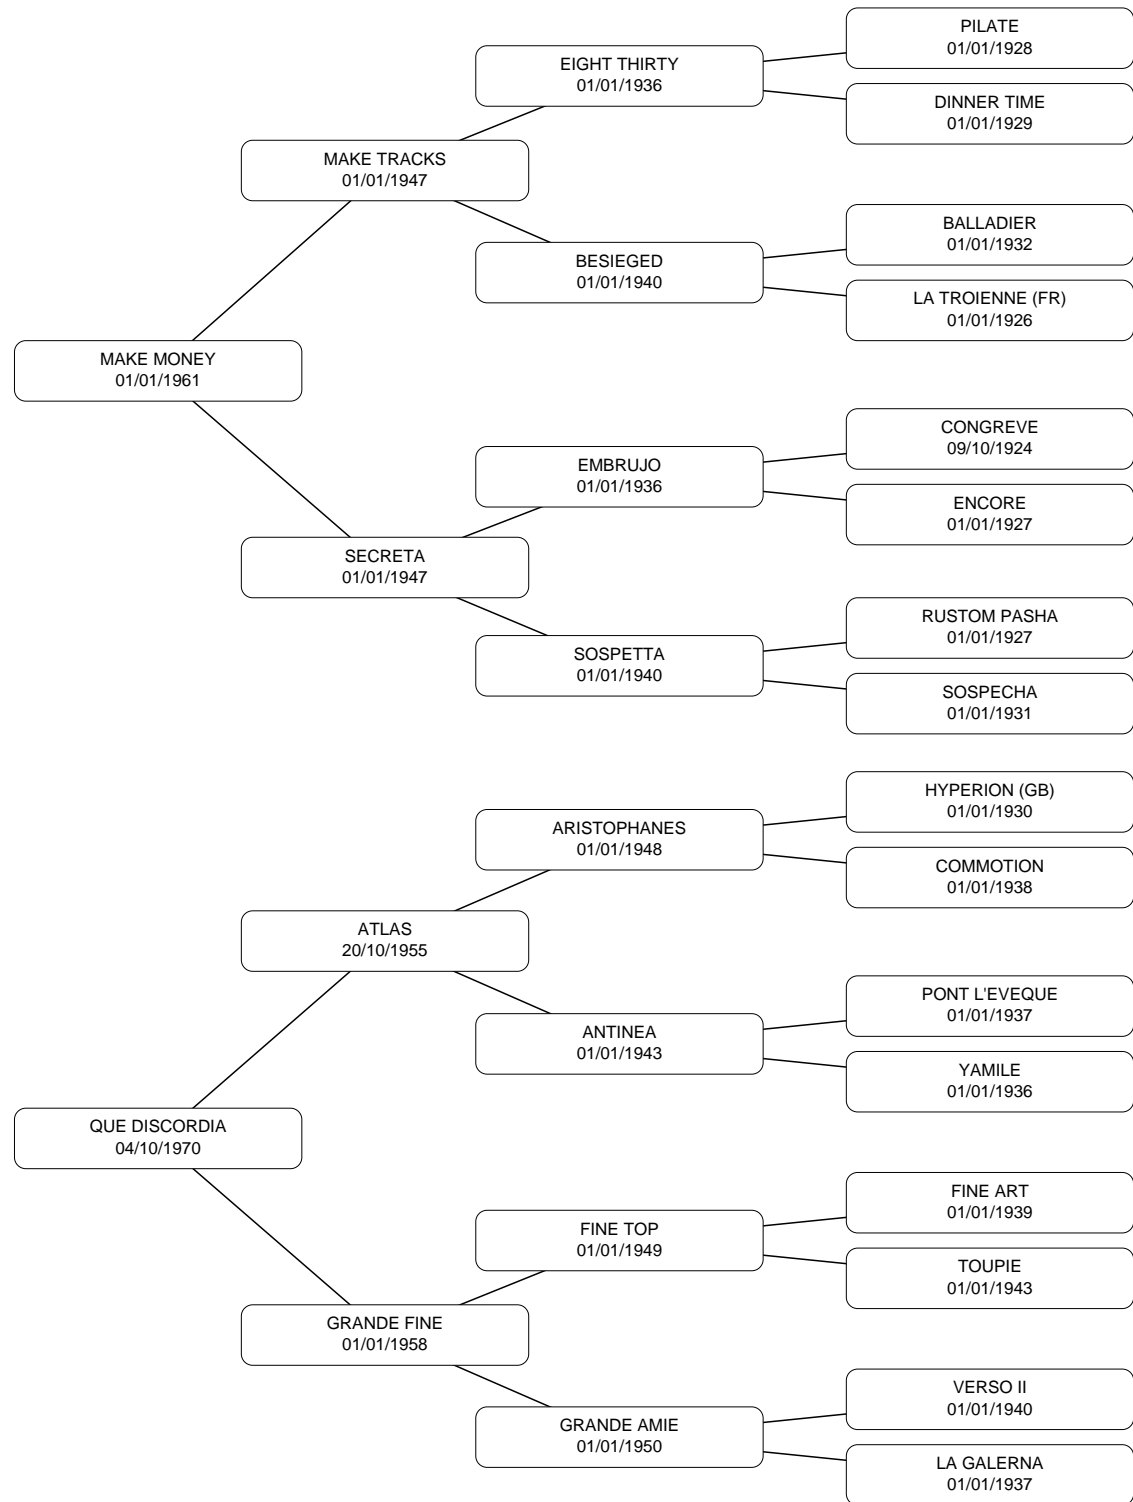 PILATE
01/01/1928
EIGHT THIRTY
01/01/1936
DINNER TIME
01/01/1929
MAKE TRACKS
01/01/1947
BALLADIER
01/01/1932
BESIEGED
01/01/1940
LA TROIENNE (FR)
01/01/1926
MAKE MONEY
01/01/1961
CONGREVE
09/10/1924
EMBRUJO
01/01/1936
ENCORE
01/01/1927
SECRETA
01/01/1947
RUSTOM PASHA
01/01/1927
SOSPETTA
01/01/1940
SOSPECHA
01/01/1931
HYPERION (GB)
01/01/1930
ARISTOPHANES
01/01/1948
COMMOTION
01/01/1938
ATLAS
20/10/1955
PONT L'EVEQUE
01/01/1937
ANTINEA
01/01/1943
YAMILE
01/01/1936
QUE DISCORDIA
04/10/1970
FINE ART
01/01/1939
FINE TOP
01/01/1949
TOUPIE
01/01/1943
GRANDE FINE
01/01/1958
VERSO II
01/01/1940
GRANDE AMIE
01/01/1950
LA GALERNA
01/01/1937